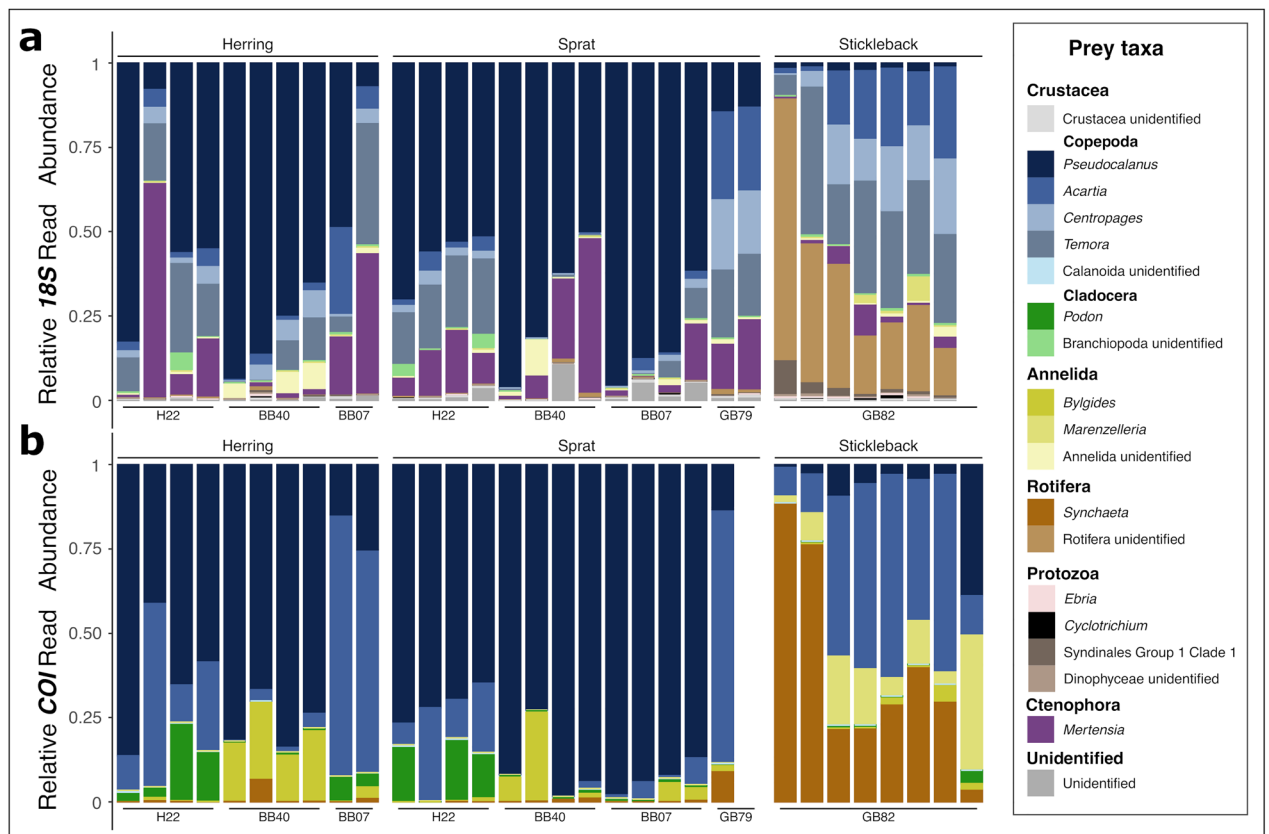 a
Herring
Sprat
Stickleback
Relative 18S Read Abundance
1
0.75
0.50
0.25
0
H22
BB40
BB07
H22
BB40
BB07
GB79
GB82
b
Herring
Sprat
Stickleback
Relative COI Read Abundance
1
0.75
0.50
0.25
0
H22
BB40
BB07
H22
BB40
BB07
GB79
GB82
Prey taxa
Crustacea
Crustacea unidentified
Copepoda
Pseudocalanus
Acartia
Centropages
Temora
Calanoida unidentified
Cladocera
Podon
Branchiopoda unidentified
Annelida
Bylgides
Marenzelleria
Annelida unidentified
Rotifera
Synchaeta
Rotifera unidentified
Protozoa
Ebria
Cyclotrichium
Syndinales Group 1 Clade 1
Dinophyceae unidentified
Ctenophora
Mertensia
Unidentified
Unidentified